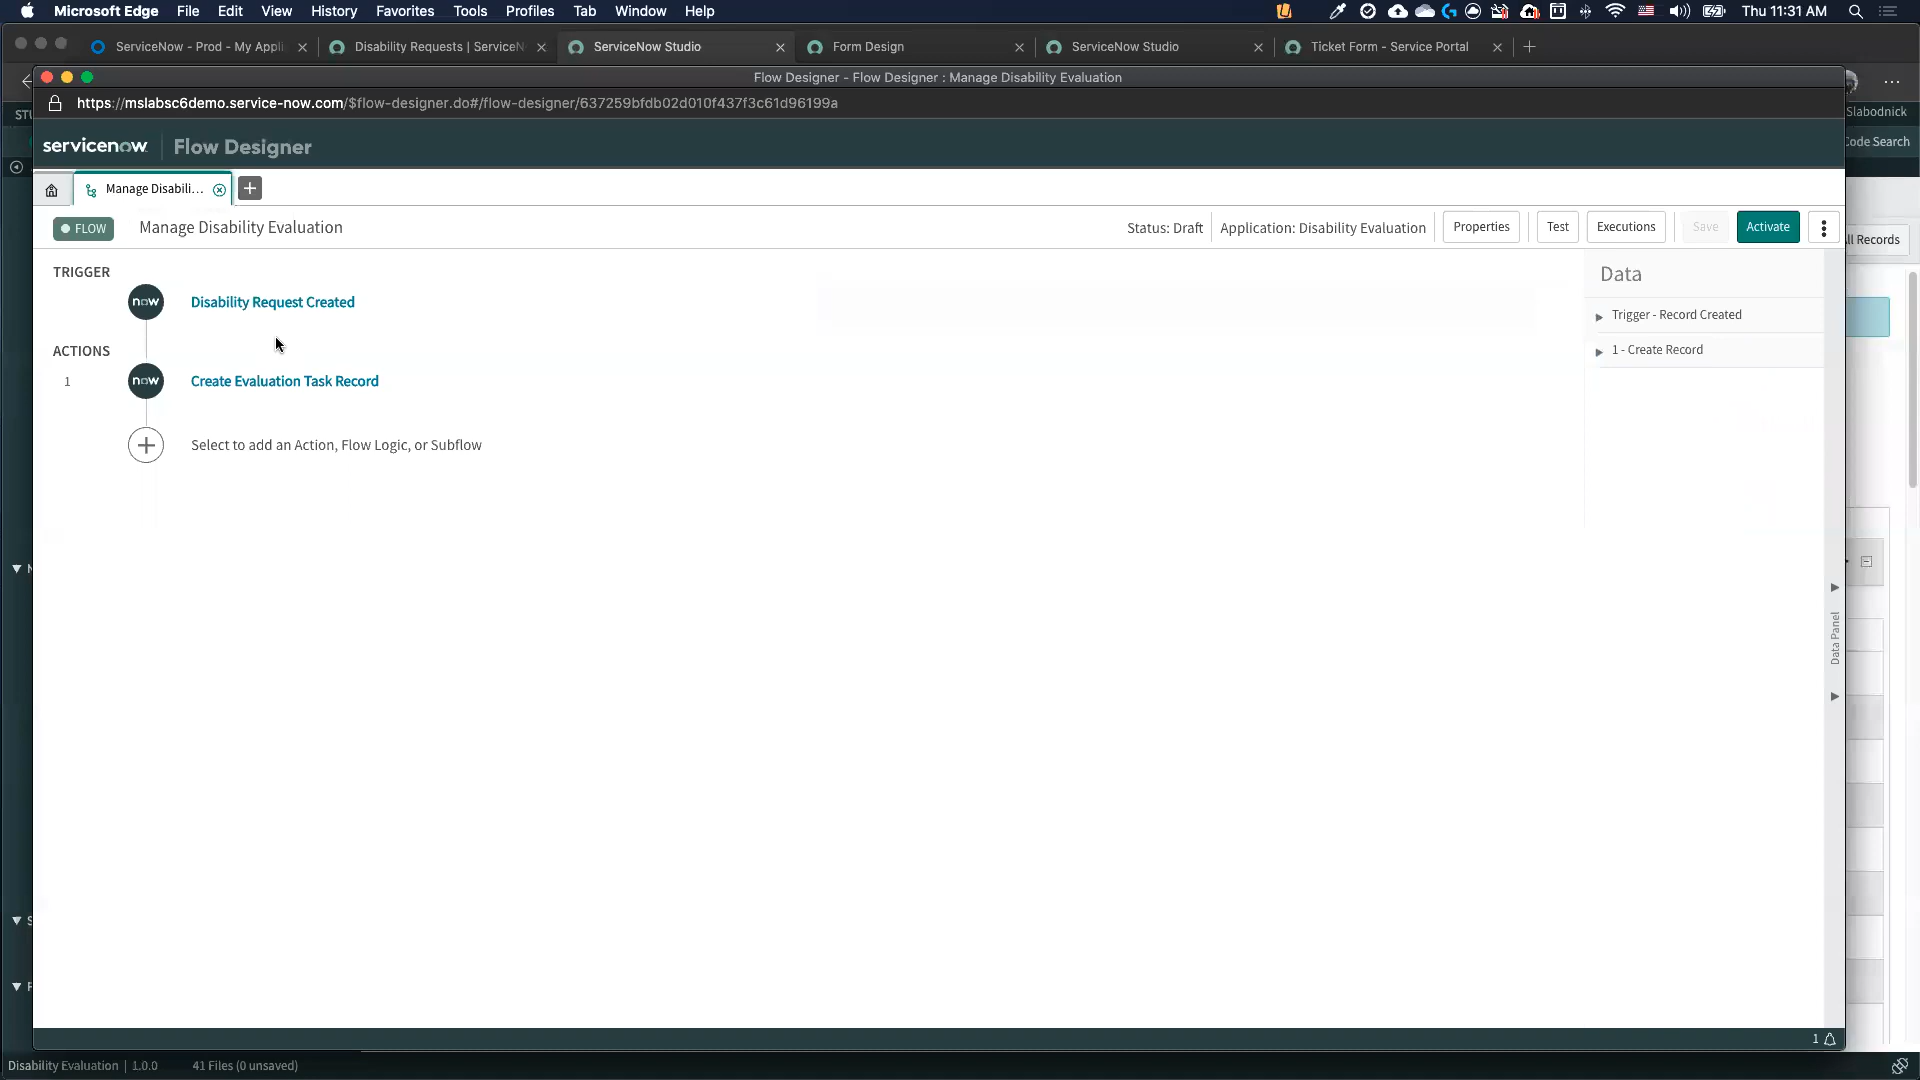 Microsoft Edge File Edit View History Favorites Tools Profiles Tab Window Help Thu 11:31 AM
ServiceNow - Prod - My Appli Disability Requests | ServiceN ServiceNow Studio Form Design ServiceNow Studio Ticket Form - Service Portal
Flow Designer - Flow Designer : Manage Disability Evaluation
https://mslabsc6demo.service-now.com/$flow-designer.do#/flow-designer/637259bfdb02d010f437f3c61d96199a
STU
Slabodnick
servicenow Flow Designer
Code Search
Manage Disabili...
FLOW Manage Disability Evaluation Status: Draft Application: Disability Evaluation Properties Test Executions Save Activate
ll Records
TRIGGER
Data
now Disability Request Created
Trigger - Record Created
ACTIONS
1 - Create Record
1 now Create Evaluation Task Record
Select to add an Action, Flow Logic, or Subflow
Data Panel
1
Disability Evaluation | 1.0.0 41 Files (0 unsaved)